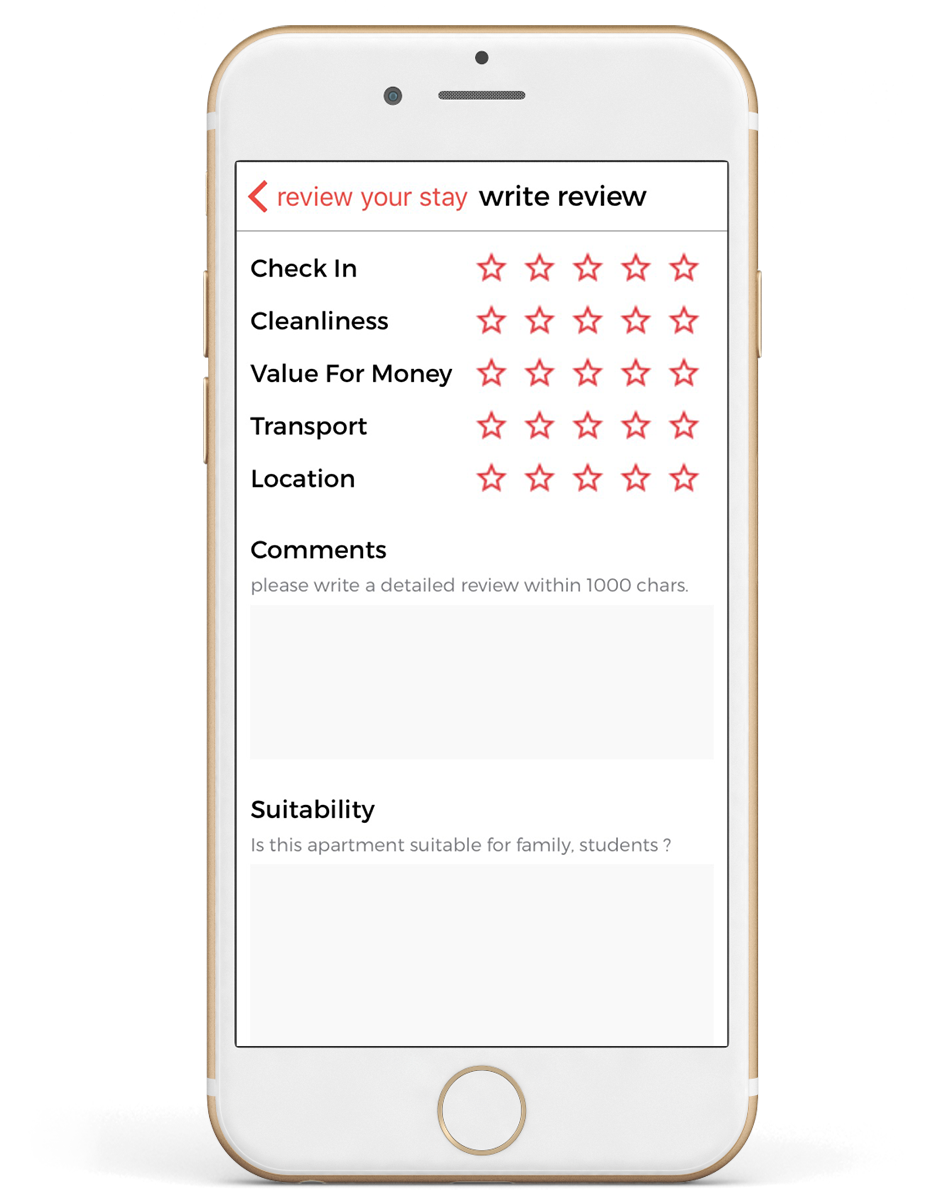 review your stay write review
Check In
Cleanliness
Value For Money
Transport
Location
Comments
please write a detailed review within 1000 chars.
Suitability
Is this apartment suitable for family, students ?